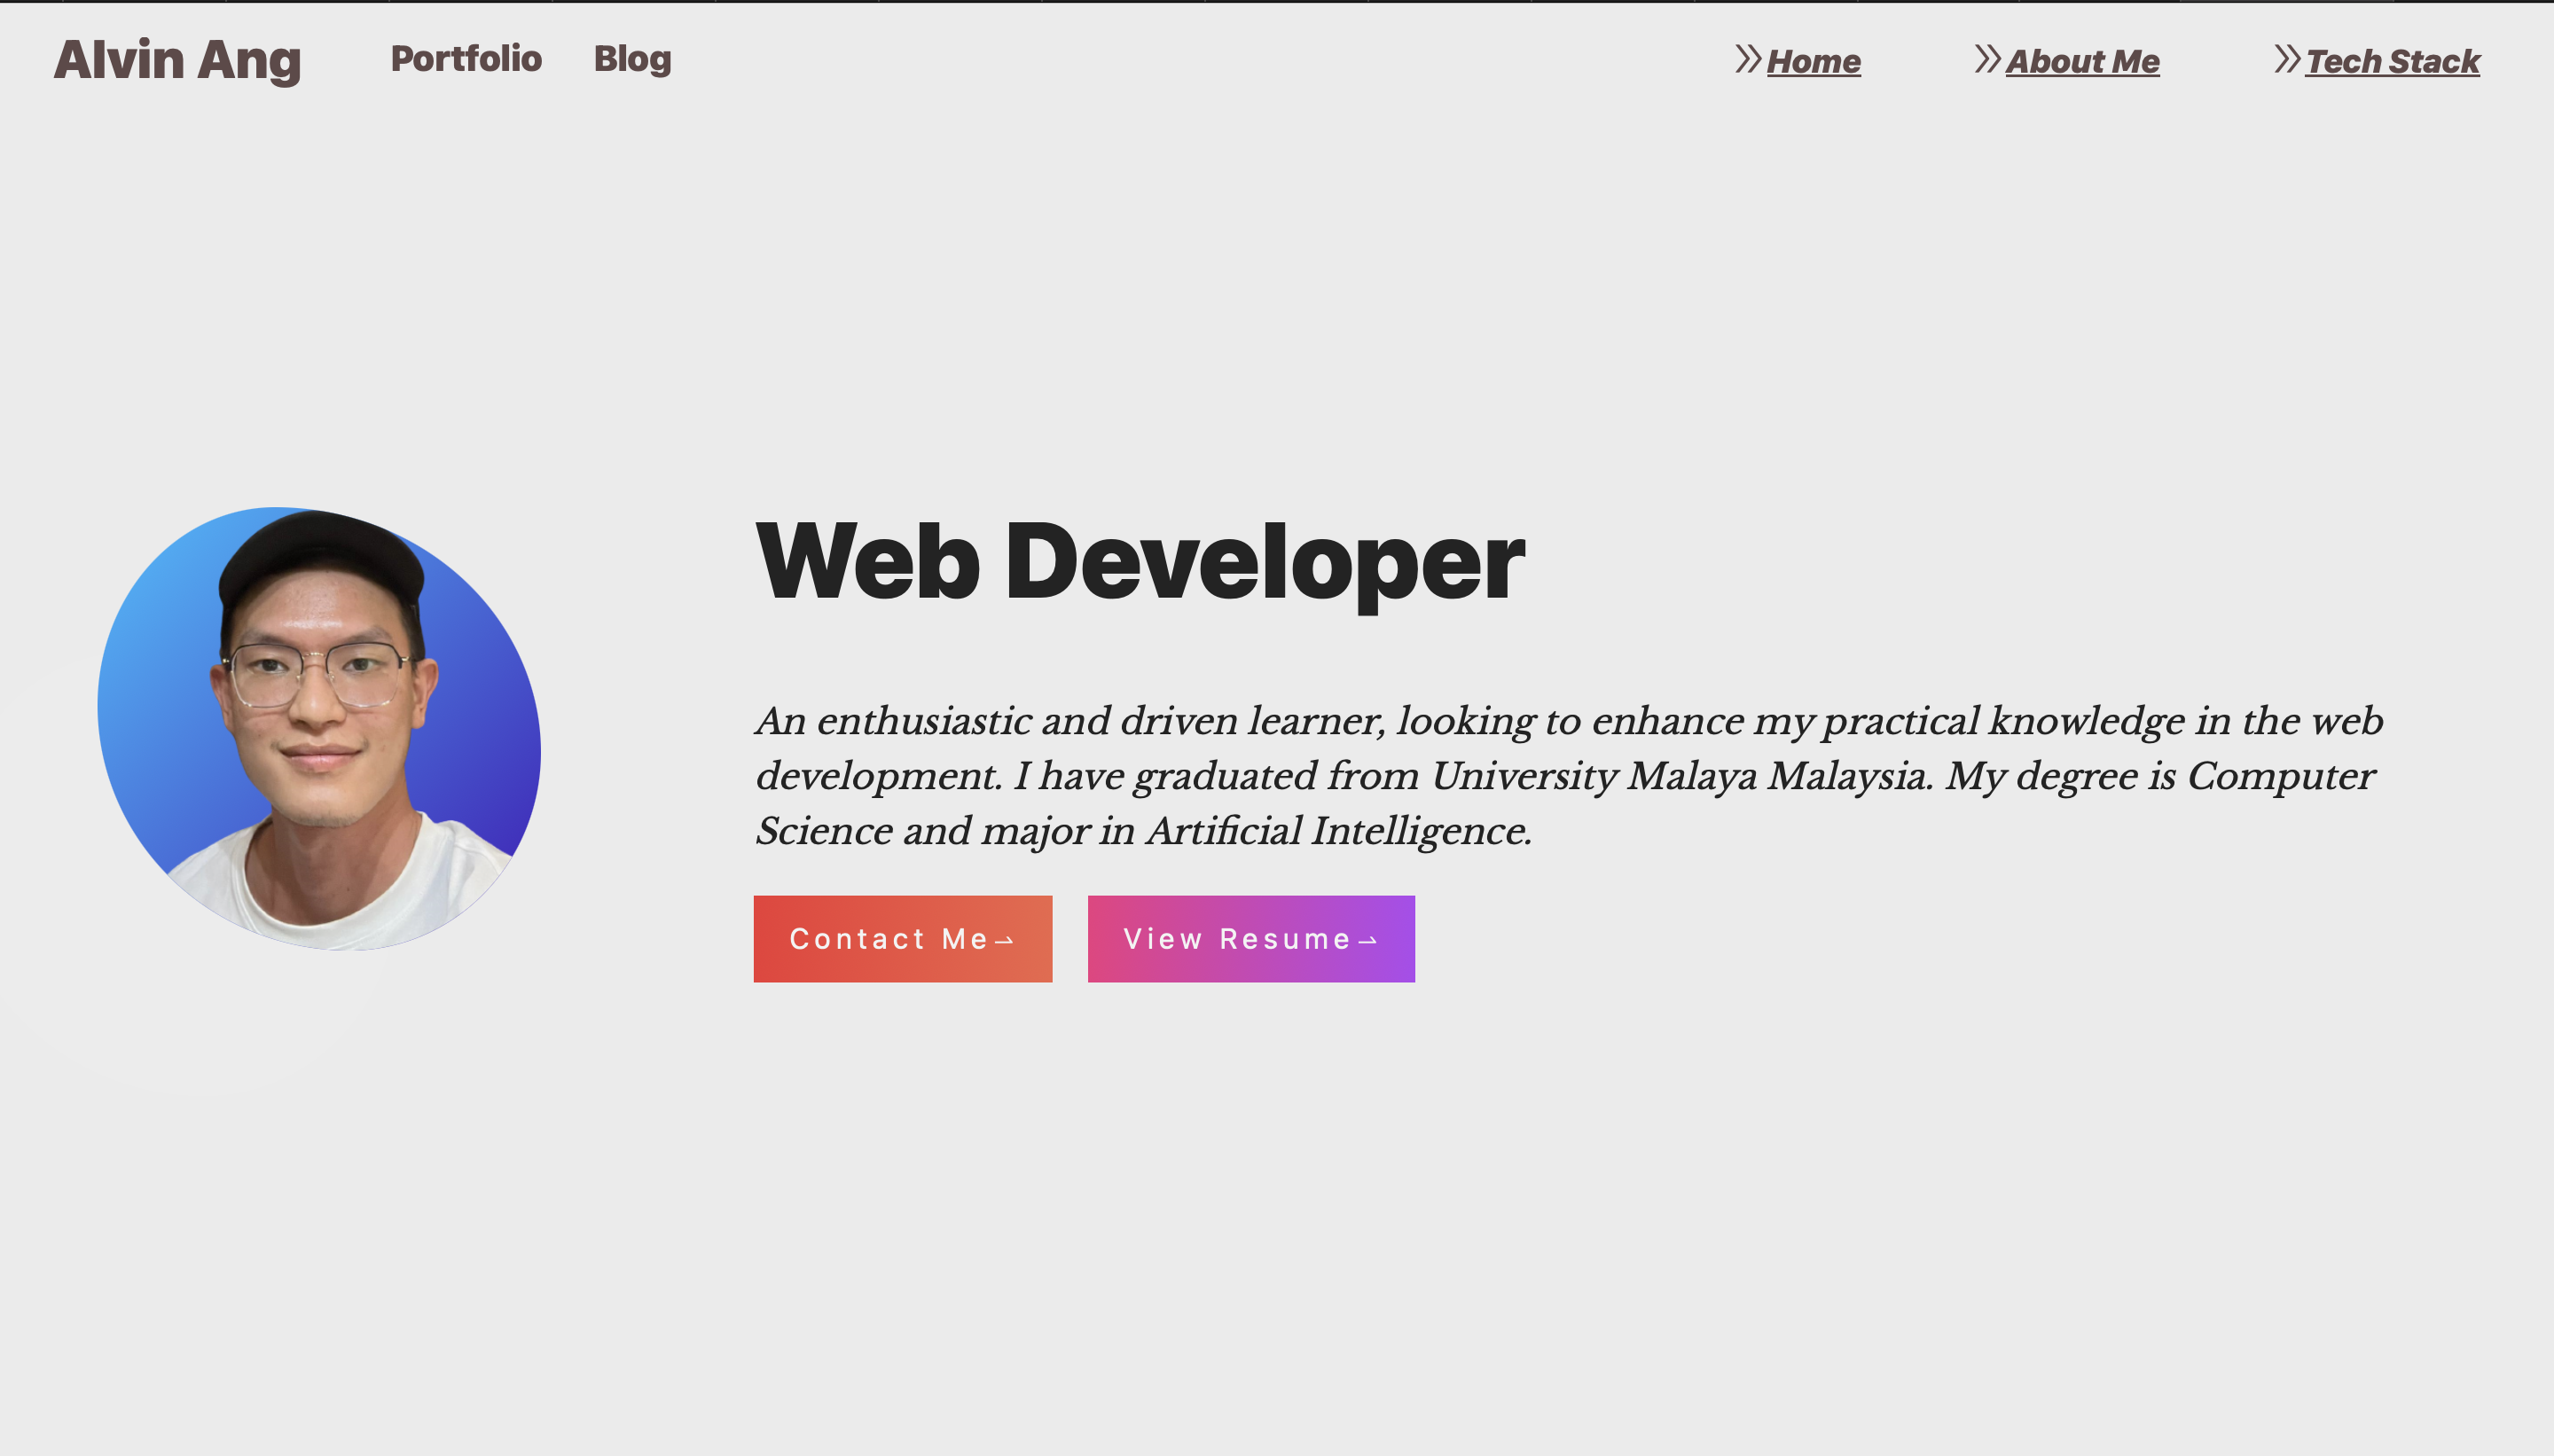 Alvin Ang Portfolio Blog Home About Me Tech Stack
Web Developer
An enthusiastic and driven learner, looking to enhance my practical knowledge in the web
development. I have graduated from University Malaya Malaysia. My degree is Computer
Science and major in Artificial Intelligence.
Contact Me⇀ View Resume⇀